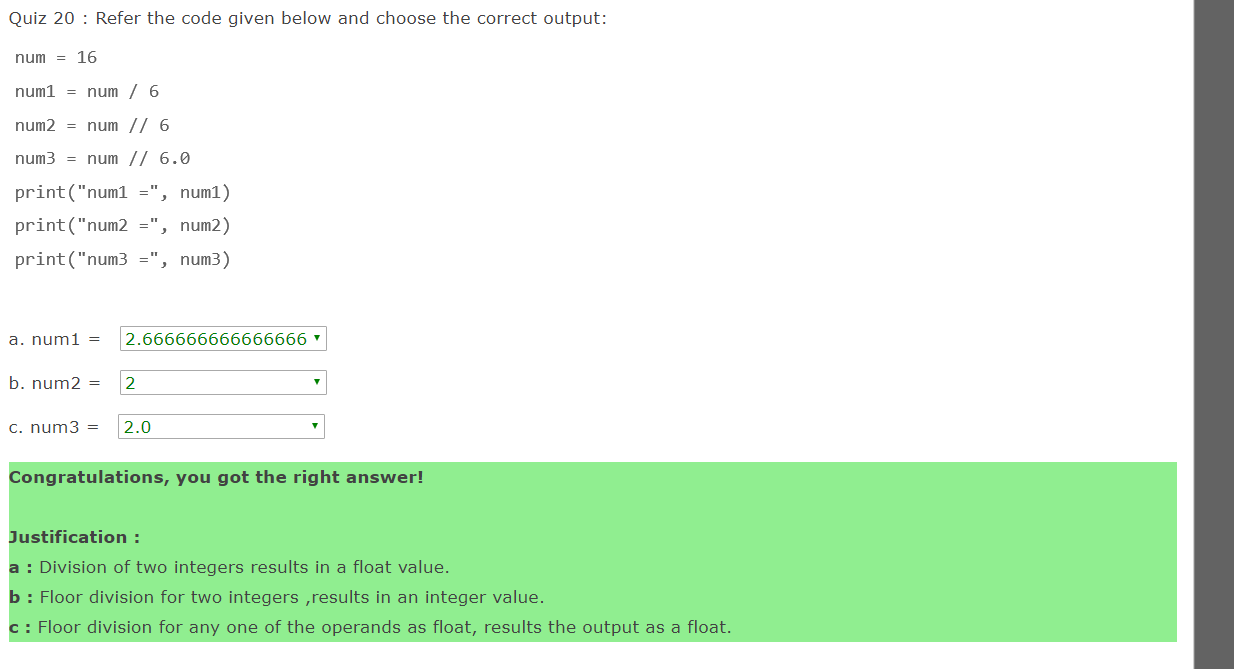 Quiz 20 : Refer the code given below and choose the correct output:
num = 16
num1 = num / 6
num2 = num // 6
num3 = num // 6.0
print("num1 =", num1)
print("num2 =", num2)
print("num3 =", num3)
a. num1 = 2.666666666666666
b. num2 = 2
c. num3 = 2.0
Congratulations, you got the right answer!
Justification :
a : Division of two integers results in a float value.
b : Floor division for two integers ,results in an integer value.
c : Floor division for any one of the operands as float, results the output as a float.